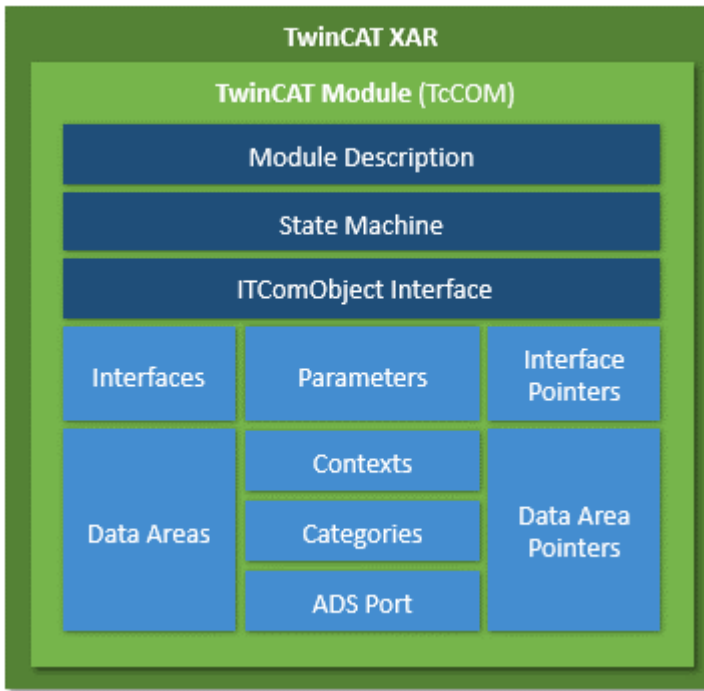 TwinCAT XAR
TwinCAT Module (TcCOM)
Module Description
State Machine
ITComObject Interface
Interfaces
Parameters
Interface
Pointers
Data Areas
Contexts
Categories
ADS Port
Data Area
Pointers